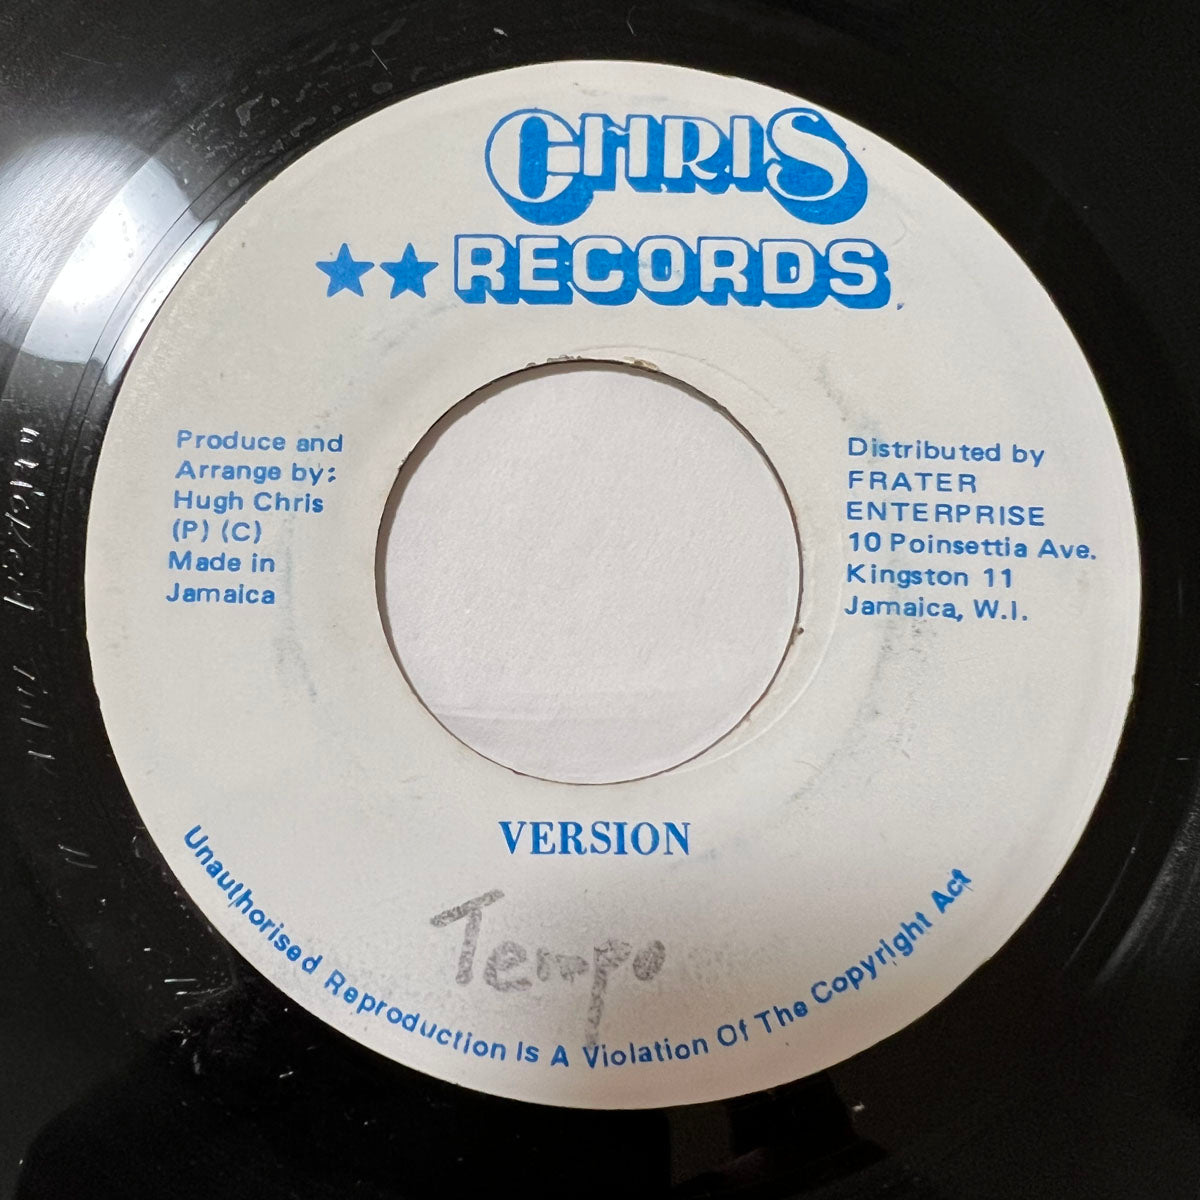 CHRIS
★★ RECORDS
Produce and
Arrange by:
Hugh Chris
(P) (C)
Made in
Jamaica
Distributed by
FRATER
ENTERPRISE
10 Poinsettia Ave.
Kingston 11
Jamaica, W.I.
VERSION
Tempo
Unauthorised Reproduction Is A Violation Of The Copyright Act